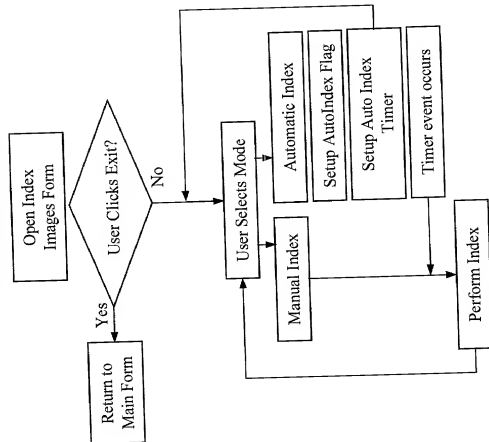 Open Index
Images Form
User Clicks Exit?
Yes
No
Return to
Main Form
User Selects Mode
Manual Index
Automatic Index
Setup AutoIndex Flag
Setup Auto Index
Timer
Timer event occurs
Perform Index